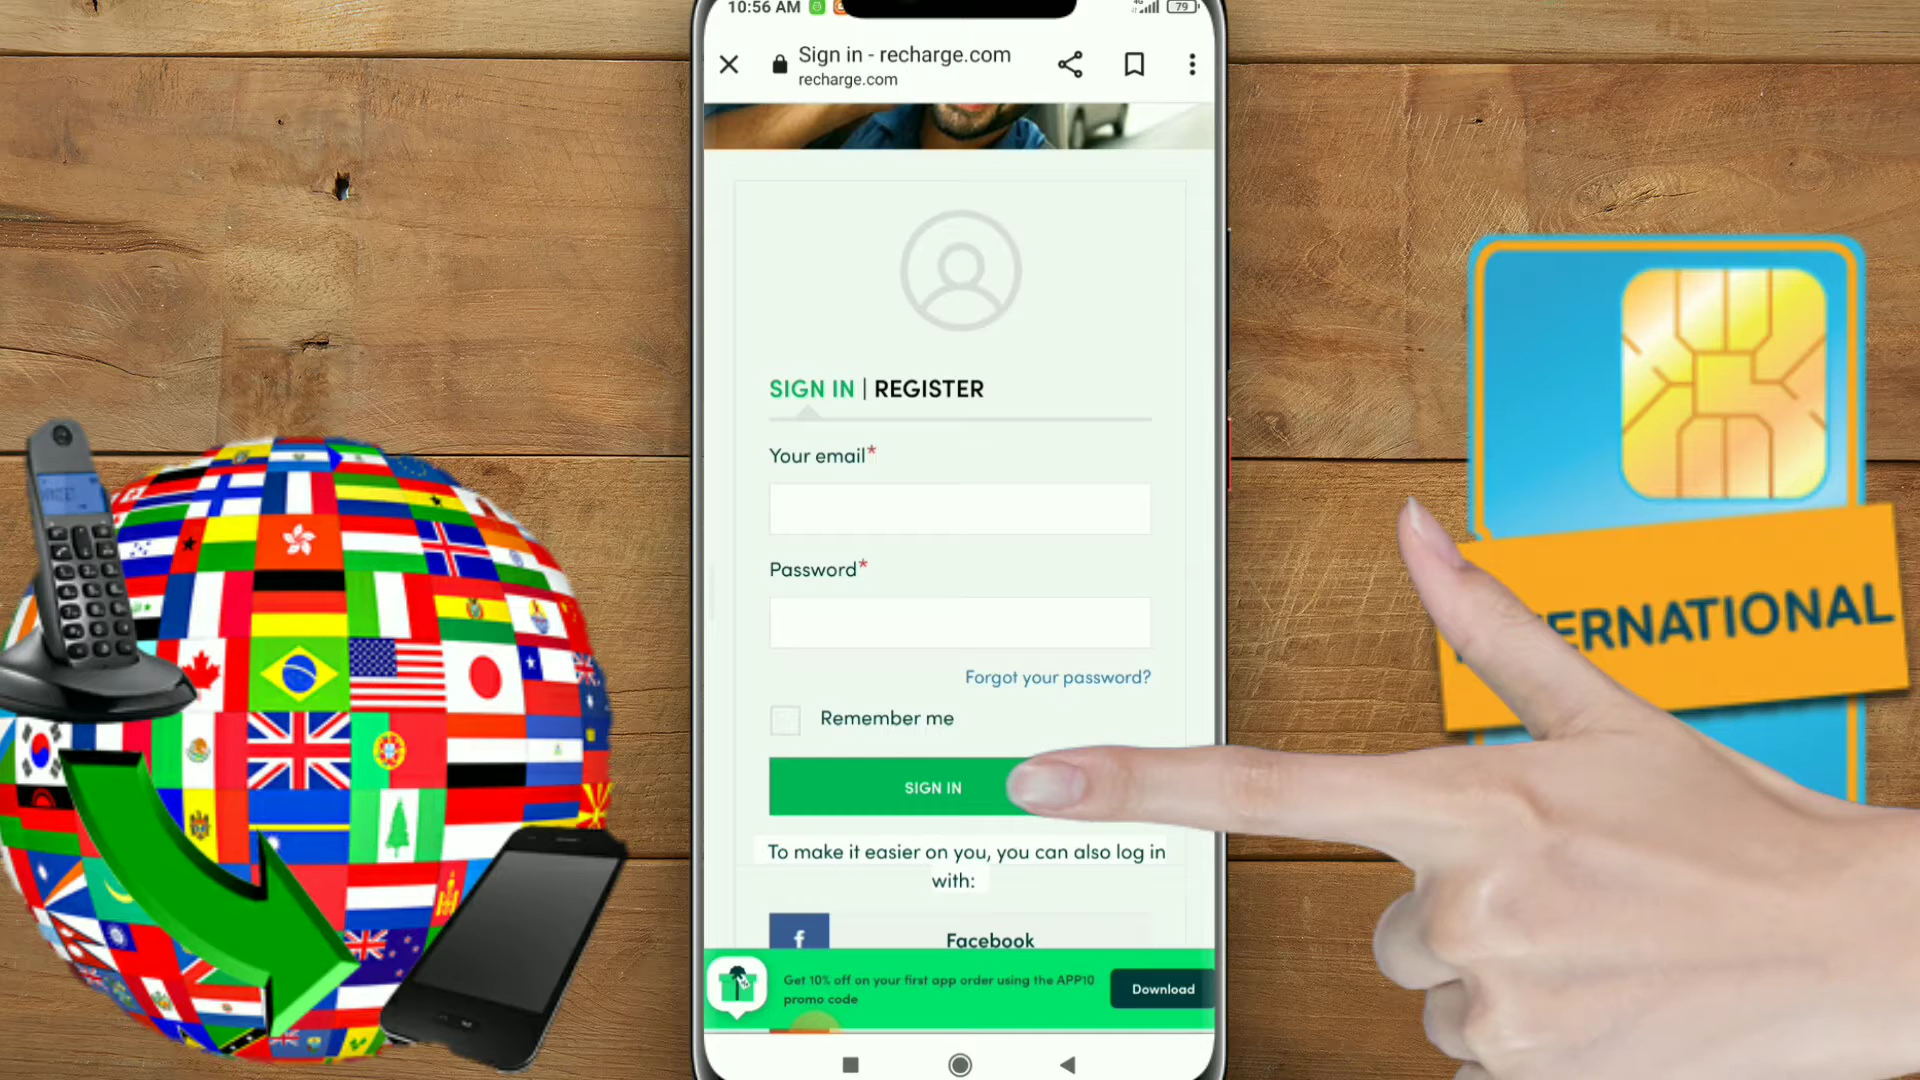 10:56 AM
79
Sign in - recharge.com
recharge.com
SIGN IN | REGISTER
Your email*
Password*
Forgot your password?
Remember me
SIGN IN
To make it easier on you, you can also log in
with:
f
Facebook
Get 10% off on your first app order using the APP10
promo code
Download
ERNATIONAL